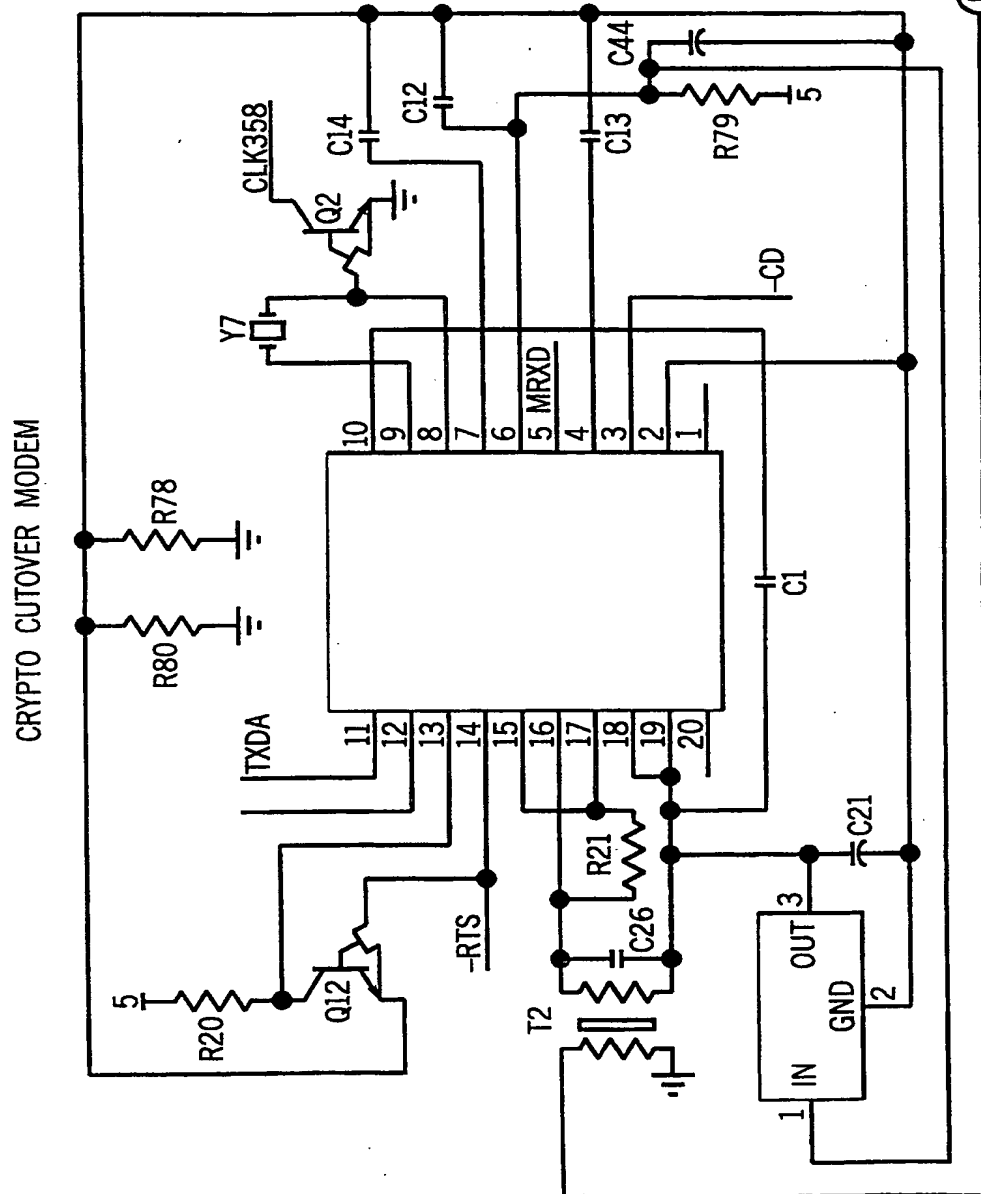 CRYPTO CUTOVER MODEM
CLK358
C14
C12
C44
R79
5
C13
Q2
Y7
-CD
MRXD
10
9
8
7
6
5
4
3
2
1
R78
R80
C1
TXDA
11
12
13
14
15
16
17
18
19
20
5
R20
Q12
-RTS
R21
C26
C21
T2
OUT
3
GND
2
IN
1